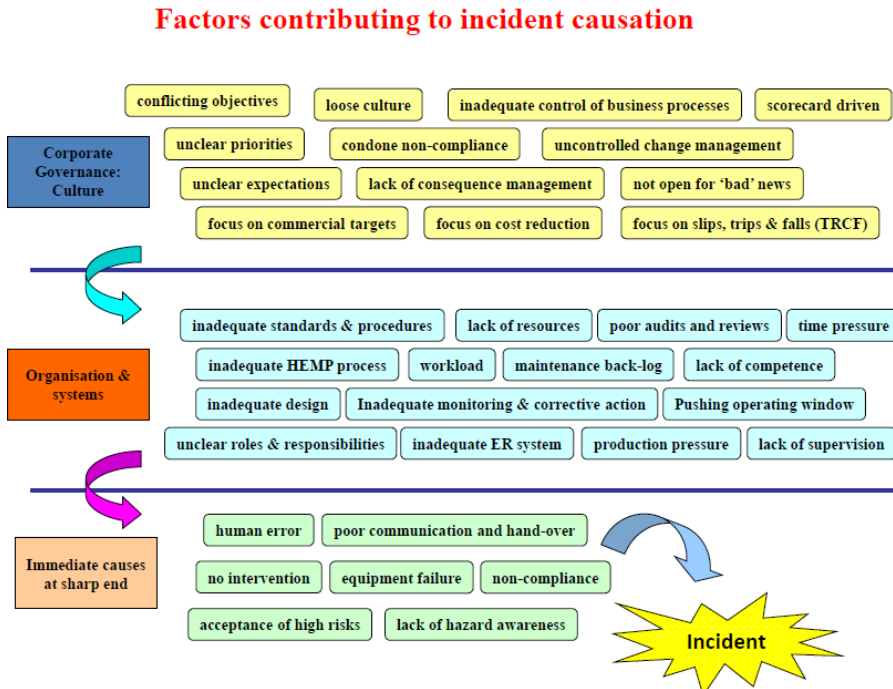 Factors contributing to incident causation
conflicting objectives
loose culture
inadequate control of business processes
scorecard driven
Corporate
Governance:
Culture
unclear priorities
condone non-compliance
uncontrolled change management
unclear expectations
lack of consequence management
not open for ‘bad’ news
focus on commercial targets
focus on cost reduction
focus on slips, trips & falls (TRCF)
Organisation &
systems
inadequate standards & procedures
lack of resources
poor audits and reviews
time pressure
inadequate HEMP process
workload
maintenance back-log
lack of competence
inadequate design
Inadequate monitoring & corrective action
Pushing operating window
unclear roles & responsibilities
inadequate ER system
production pressure
lack of supervision
Immediate causes
at sharp end
human error
poor communication and hand-over
no intervention
equipment failure
non-compliance
acceptance of high risks
lack of hazard awareness
Incident